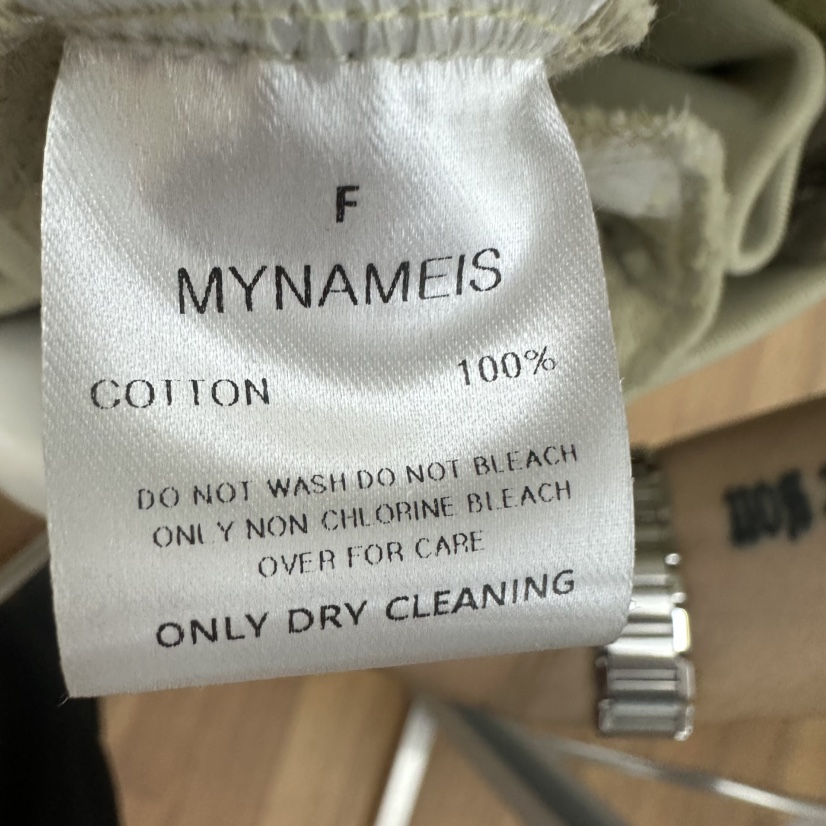 F
MYNAMEIS
COTTON 100%
DO NOT WASH DO NOT BLEACH
ONLY NON CHLORINE BLEACH
OVER FOR CARE
ONLY DRY CLEANING